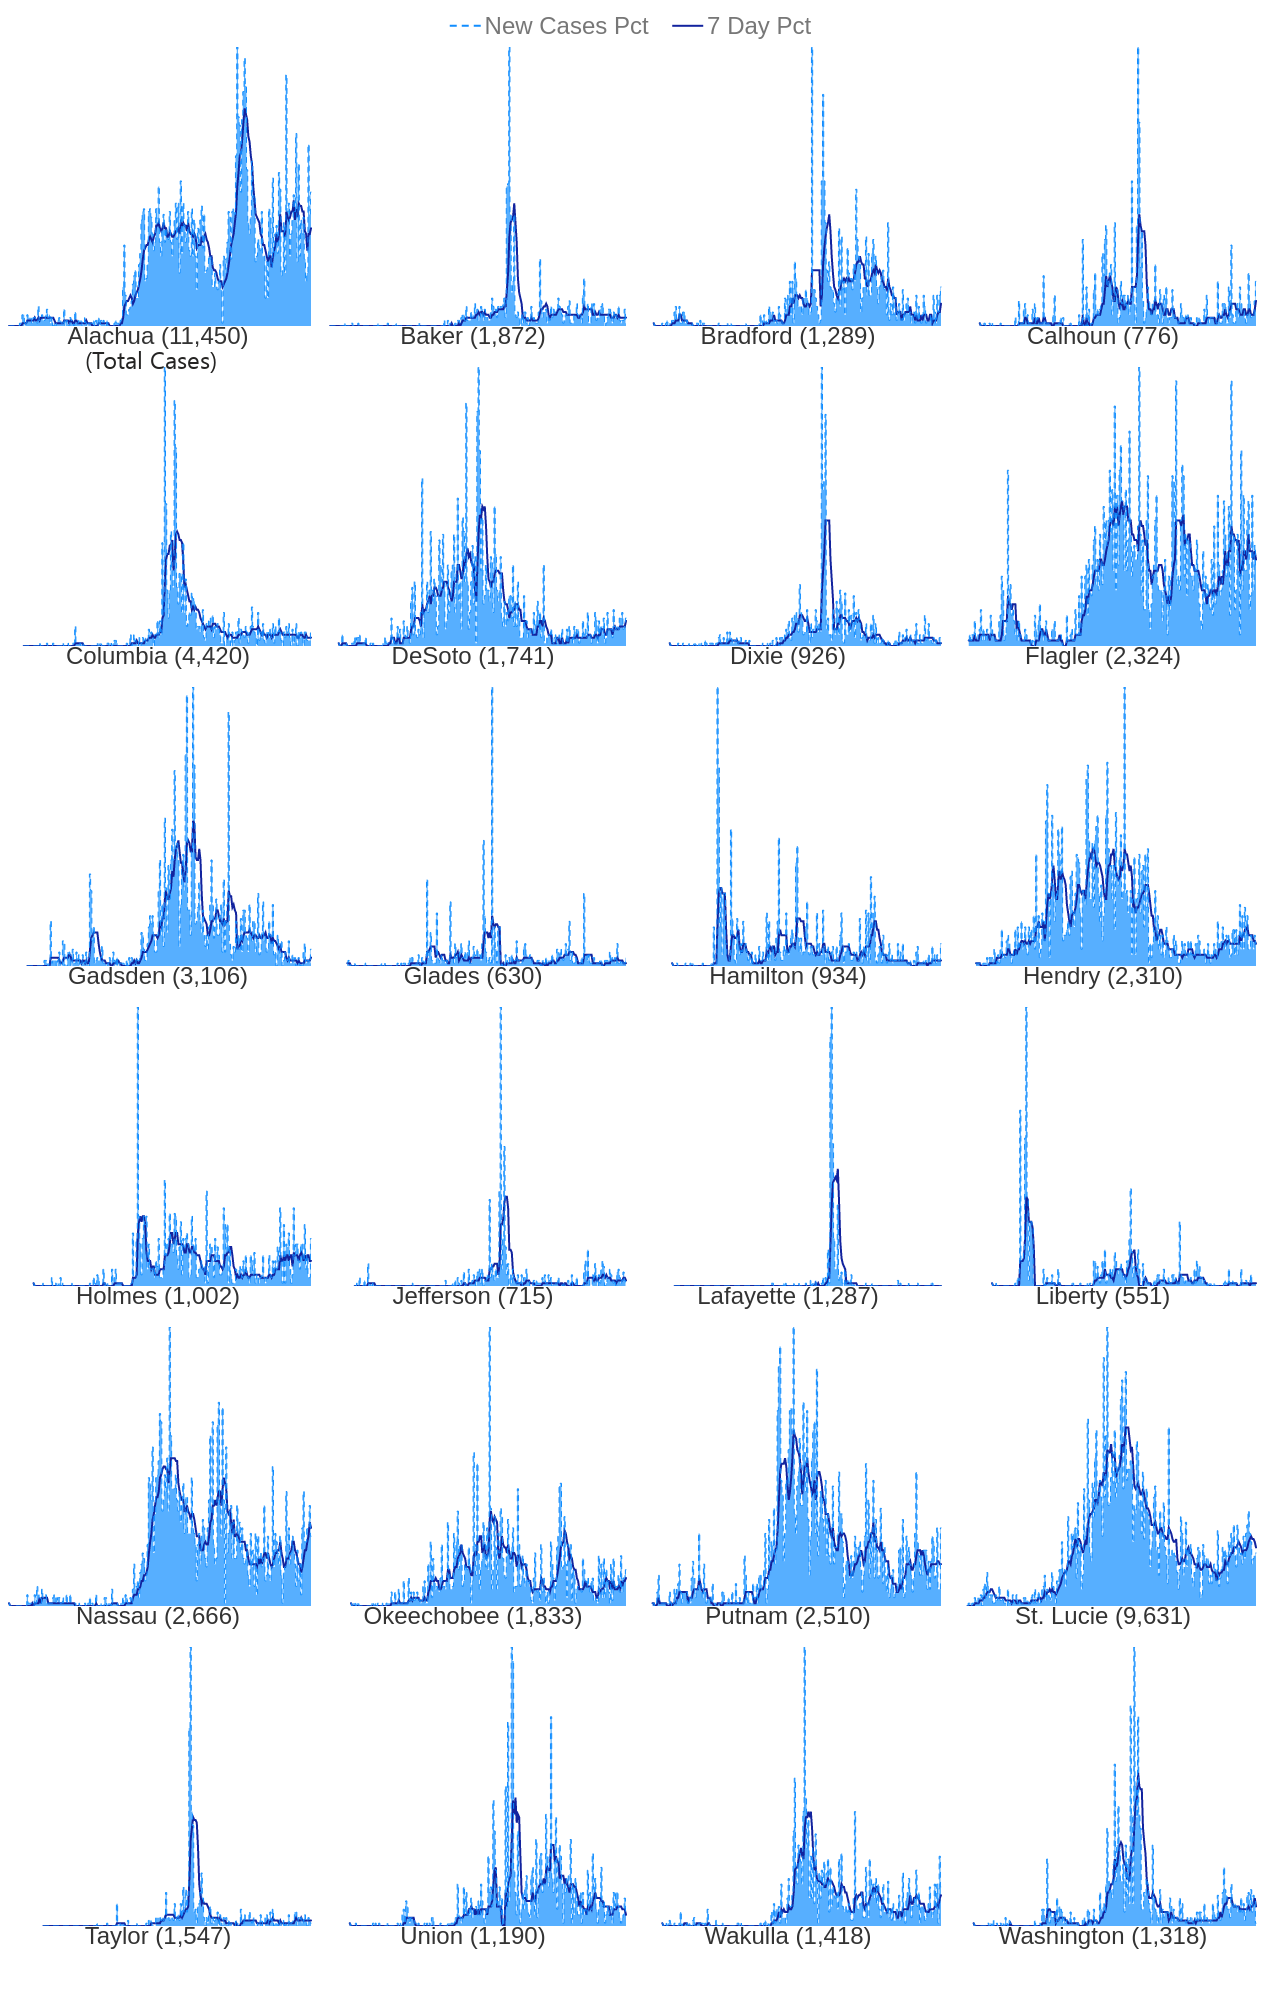 New Cases Pct 7 Day Pct
Alachua (11,450) Baker (1,872) Bradford (1,289) Calhoun (776)
(Total Cases)
Columbia (4,420) DeSoto (1,741) Dixie (926) Flagler (2,324)
Gadsden (3,106) Glades (630) Hamilton (934) Hendry (2,310)
Holmes (1,002) Jefferson (715) Lafayette (1,287) Liberty (551)
Nassau (2,666) Okeechobee (1,833) Putnam (2,510) St. Lucie (9,631)
Taylor (1,547) Union (1,190) Wakulla (1,418) Washington (1,318)